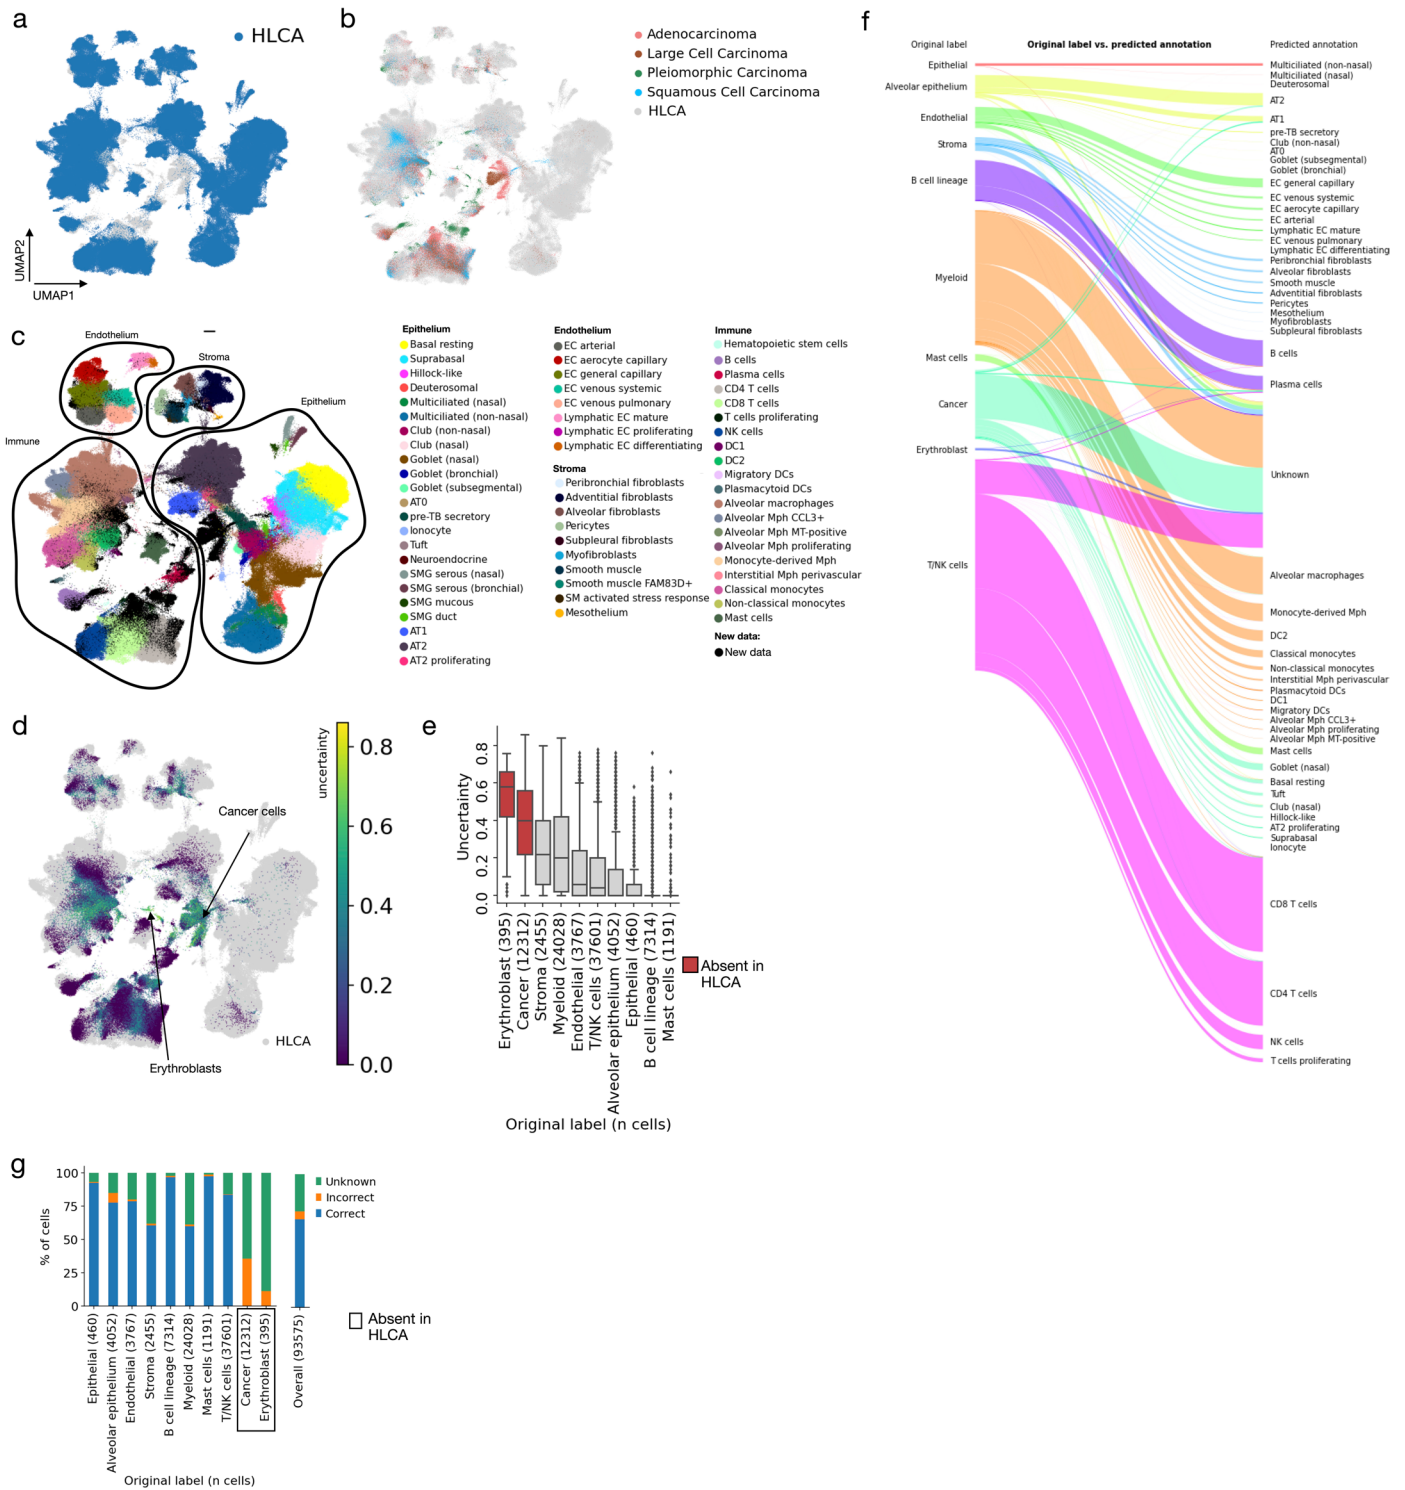 a
HLCA
UMAP2
UMAP1
b
Adenocarcinoma
Large Cell Carcinoma
Pleiomorphic Carcinoma
Squamous Cell Carcinoma
HLCA
c
Endothelium
Stroma
Epithelium
Immune
Epithelium
Basal resting
Suprabasal
Hillock-like
Deuterosomal
Multiciliated (nasal)
Multiciliated (non-nasal)
Club (non-nasal)
Club (nasal)
Goblet (nasal)
Goblet (bronchial)
Goblet (subsegmental)
AT0
pre-TB secretory
Ionocyte
Tuft
Neuroendocrine
SMG serous (nasal)
SMG serous (bronchial)
SMG mucous
SMG duct
AT1
AT2
AT2 proliferating
Endothelium
EC arterial
EC aerocyte capillary
EC general capillary
EC venous systemic
EC venous pulmonary
Lymphatic EC mature
Lymphatic EC proliferating
Lymphatic EC differentiating
Stroma
Peribronchial fibroblasts
Adventitial fibroblasts
Alveolar fibroblasts
Pericytes
Subpleural fibroblasts
Myofibroblasts
Smooth muscle
Smooth muscle FAM83D+
SM activated stress response
Mesothelium
Immune
Hematopoietic stem cells
B cells
Plasma cells
CD4 T cells
CD8 T cells
T cells proliferating
NK cells
DC1
DC2
Migratory DCs
Plasmacytoid DCs
Alveolar macrophages
Alveolar Mph CCL3+
Alveolar Mph MT-positive
Alveolar Mph proliferating
Monocyte-derived Mph
Interstitial Mph perivascular
Classical monocytes
Non-classical monocytes
Mast cells
New data:
New data
d
Cancer cells
Erythroblasts
HLCA
uncertainty
0.8
0.6
0.4
0.2
0.0
e
Uncertainty
0.8
0.6
0.4
0.2
0.0
Erythroblast (395)
Cancer (12312)
Stroma (2455)
Myeloid (24028)
Endothelial (3767)
T/NK cells (37601)
Alveolar epithelium (4052)
Epithelial (460)
B cell lineage (7314)
Mast cells (1191)
Original label (n cells)
Absent in
HLCA
f
Original label
Original label vs. predicted annotation
Predicted annotation
Epithelial
Alveolar epithelium
Endothelial
Stroma
B cell lineage
Myeloid
Mast cells
Cancer
Erythroblast
T/NK cells
Multiciliated (non-nasal)
Multiciliated (nasal)
Deuterosomal
AT2
AT1
pre-TB secretory
Club (non-nasal)
AT0
Goblet (subsegmental)
Goblet (bronchial)
EC general capillary
EC venous systemic
EC aerocyte capillary
EC arterial
Lymphatic EC mature
EC venous pulmonary
Lymphatic EC differentiating
Peribronchial fibroblasts
Alveolar fibroblasts
Smooth muscle
Adventitial fibroblasts
Pericytes
Mesothelium
Myofibroblasts
Subpleural fibroblasts
B cells
Plasma cells
Unknown
Alveolar macrophages
Monocyte-derived Mph
DC2
Classical monocytes
Non-classical monocytes
Interstitial Mph perivascular
Plasmacytoid DCs
DC1
Migratory DCs
Alveolar Mph CCL3+
Alveolar Mph proliferating
Alveolar Mph MT-positive
Mast cells
Goblet (nasal)
Basal resting
Tuft
Club (nasal)
Hillock-like
AT2 proliferating
Suprabasal
Ionocyte
CD8 T cells
CD4 T cells
NK cells
T cells proliferating
g
% of cells
100
75
50
25
0
Unknown
Incorrect
Correct
Epithelial (460)
Alveolar epithelium (4052)
Endothelial (3767)
Stroma (2455)
B cell lineage (7314)
Myeloid (24028)
Mast cells (1191)
T/NK cells (37601)
Cancer (12312)
Erythroblast (395)
Overall (93575)
Original label (n cells)
Absent in
HLCA